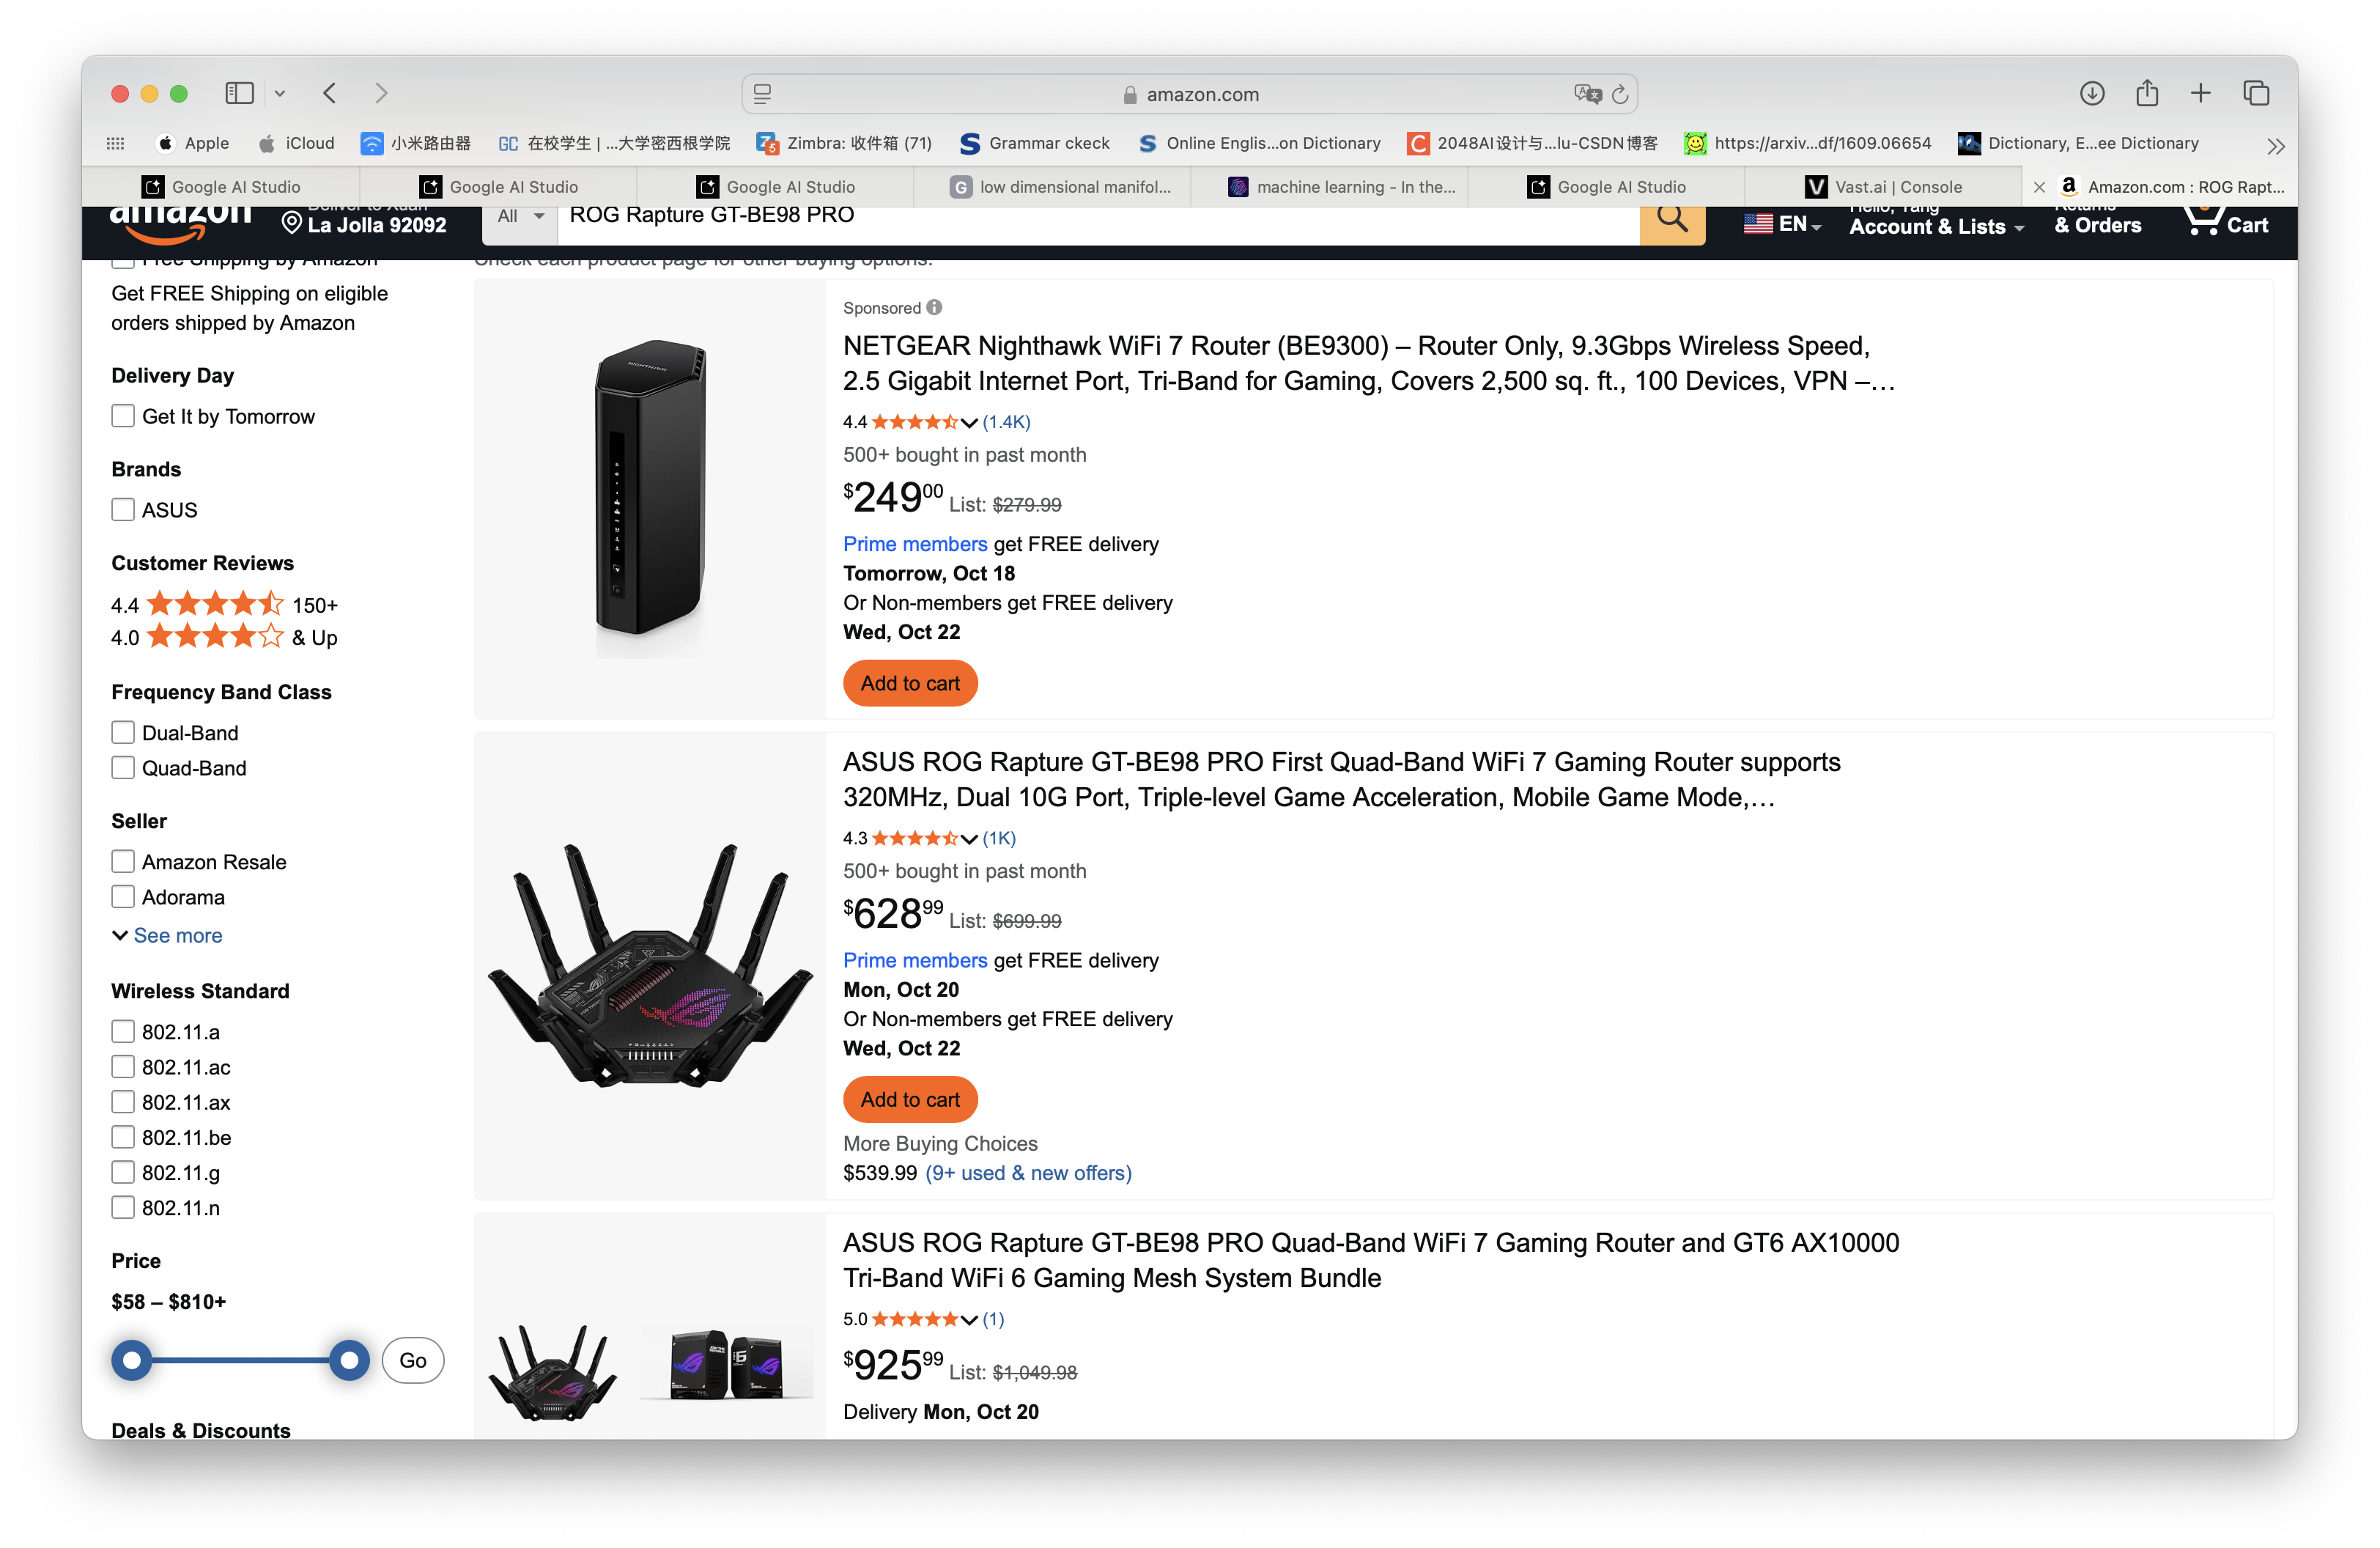 amazon.com
Apple
iCloud
小米路由器
GC 在校学生 | ...大学密西根学院
Zimbra: 收件箱 (71)
Grammar ckeck
Online Englis...on Dictionary
2048AI设计与...lu-CSDN博客
https://arxiv...df/1609.06654
Dictionary, E...ee Dictionary
Google AI Studio
Google AI Studio
Google AI Studio
G low dimensional manifol...
machine learning - In the...
Google AI Studio
V Vast.ai | Console
a Amazon.com : ROG Rapt...
amazon
La Jolla 92092
All
ROG Rapture GT-BE98 PRO
EN
Hello, Yang
Account & Lists
Returns
& Orders
Cart
Free Shipping by Amazon
Get FREE Shipping on eligible
orders shipped by Amazon
Delivery Day
Get It by Tomorrow
Brands
ASUS
Customer Reviews
4.4 150+
4.0 & Up
Frequency Band Class
Dual-Band
Quad-Band
Seller
Amazon Resale
Adorama
See more
Wireless Standard
802.11.a
802.11.ac
802.11.ax
802.11.be
802.11.g
802.11.n
Price
$58 – $810+
Go
Deals & Discounts
Check each product page for other buying options.
Sponsored
NETGEAR Nighthawk WiFi 7 Router (BE9300) – Router Only, 9.3Gbps Wireless Speed,
2.5 Gigabit Internet Port, Tri-Band for Gaming, Covers 2,500 sq. ft., 100 Devices, VPN –…
4.4 (1.4K)
500+ bought in past month
$249.00 List: $279.99
Prime members get FREE delivery
Tomorrow, Oct 18
Or Non-members get FREE delivery
Wed, Oct 22
Add to cart
ASUS ROG Rapture GT-BE98 PRO First Quad-Band WiFi 7 Gaming Router supports
320MHz, Dual 10G Port, Triple-level Game Acceleration, Mobile Game Mode,…
4.3 (1K)
500+ bought in past month
$628.99 List: $699.99
Prime members get FREE delivery
Mon, Oct 20
Or Non-members get FREE delivery
Wed, Oct 22
Add to cart
More Buying Choices
$539.99 (9+ used & new offers)
ASUS ROG Rapture GT-BE98 PRO Quad-Band WiFi 7 Gaming Router and GT6 AX10000
Tri-Band WiFi 6 Gaming Mesh System Bundle
5.0 (1)
$925.99 List: $1,049.98
Delivery Mon, Oct 20